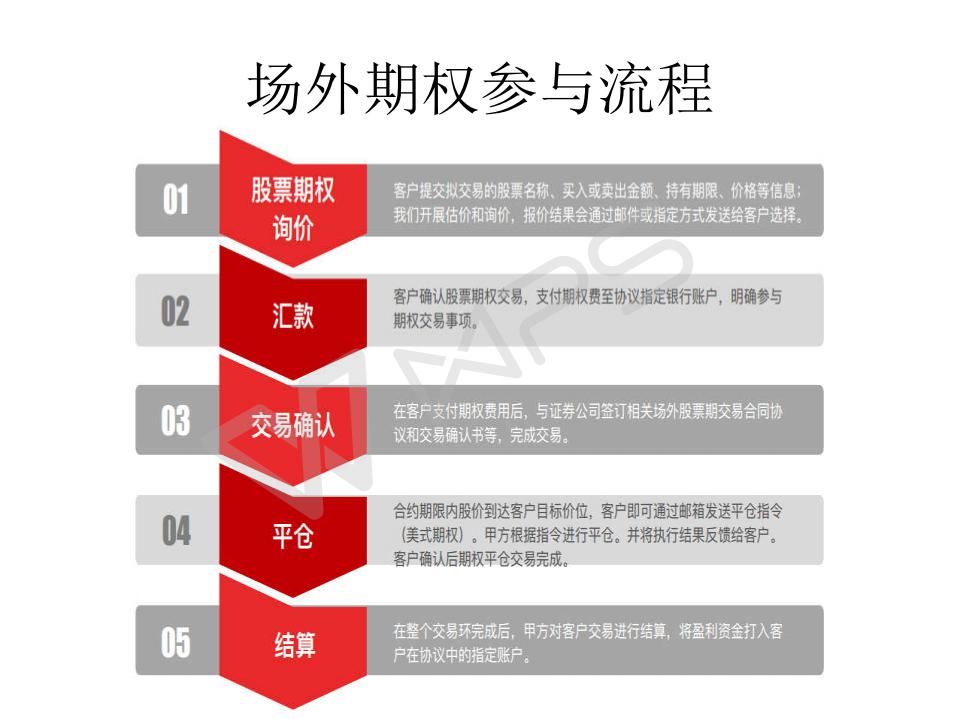 场外期权参与流程
01
股票期权
询价
客户提交拟交易的股票名称、买入或卖出金额、持有期限、价格等信息；
我们开展估价和询价，报价结果会通过邮件或指定方式发送给客户选择。
02
汇款
客户确认股票期权交易，支付期权费至协议指定银行账户，明确参与
期权交易事项。
03
交易确认
在客户支付期权费用后，与证券公司签订相关场外股票期交易合同协
议和交易确认书等，完成交易。
04
平仓
合约期限内股价到达客户目标价位，客户即可通过邮箱发送平仓指令
（美式期权）。甲方根据指令进行平仓。并将执行结果反馈给客户。
客户确认后期权平仓交易完成。
05
结算
在整个交易环完成后，甲方对客户交易进行结算，将盈利资金打入客
户在协议中的指定账户。
WPS